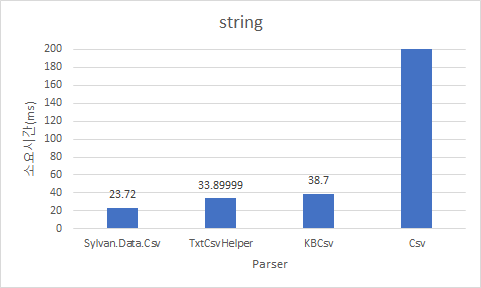 string
소요시간(ms)
200
180
160
140
120
100
80
60
40
20
0
23.72
33.89999
38.7
Sylvan.Data.Csv
TxtCsvHelper
KBCsv
Csv
Parser